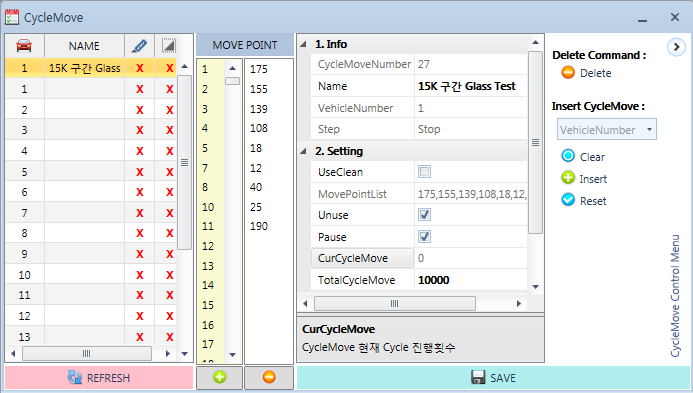 CycleMove
NAME
1 15K 구간 Glass X X
1 X X
2 X X
3 X X
4 X X
5 X X
6 X X
7 X X
8 X X
9 X X
10 X X
11 X X
12 X X
13 X X
REFRESH
MOVE POINT
1 175
2 155
3 139
4 108
5 18
7 12
8 40
10 25
11 190
12
13
14
15
16
17
18
1. Info
CycleMoveNumber 27
Name 15K 구간 Glass Test
VehicleNumber 1
Step Stop
2. Setting
UseClean
MovePointList 175,155,139,108,18,12,
Unuse
Pause
CurCycleMove 0
TotalCycleMove 10000
CurCycleMove
CycleMove 현재 Cycle 진행횟수
SAVE
Delete Command :
Delete
Insert CycleMove :
VehicleNumber
Clear
Insert
Reset
CycleMove Control Menu